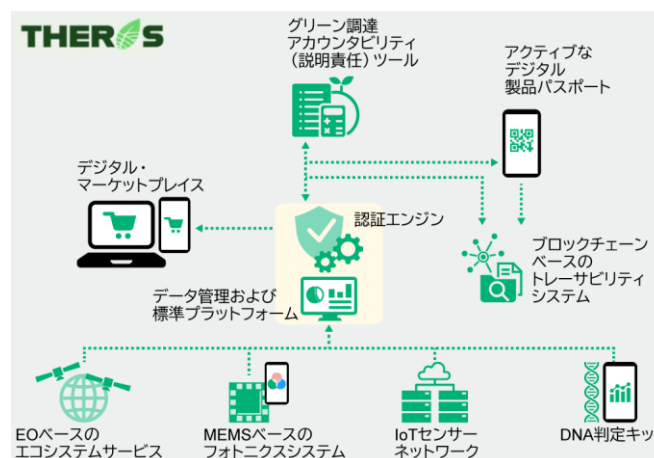 THEROS
グリーン調達
アカウンタビリティ
（説明責任）ツール
アクティブな
デジタル
製品パスポート
デジタル・
マーケットプレイス
認証エンジン
ブロックチェーン
ベースの
トレーサビリティ
システム
データ管理および
標準プラットフォーム
EOベースの
エコシステムサービス
MEMSベースの
フォトニクスシステム
IoTセンサー
ネットワーク
DNA判定キッ